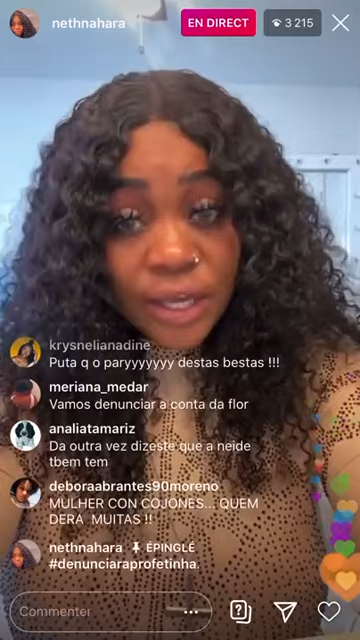 nethnahara
EN DIRECT
3 215
krysnelianadine
Puta q o paryyyyyyy destas bestas !!!
meriana_medar
Vamos denunciar a conta da flor
analiatamariz
Da outra vez dizeste que a neide
tbem tem
deboraabrantes90moreno
MULHER CON COJONES... QUEM
DERA MUITAS !!
nethnahara ÉPINGLÉ
#denunciaraprofetinha.
Commenter